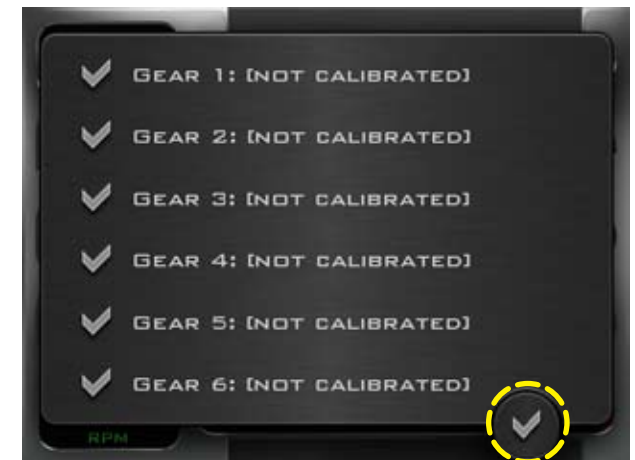 GEAR 1: [NOT CALIBRATED]
GEAR 2: [NOT CALIBRATED]
GEAR 3: [NOT CALIBRATED]
GEAR 4: [NOT CALIBRATED]
GEAR 5: [NOT CALIBRATED]
GEAR 6: [NOT CALIBRATED]
RPM